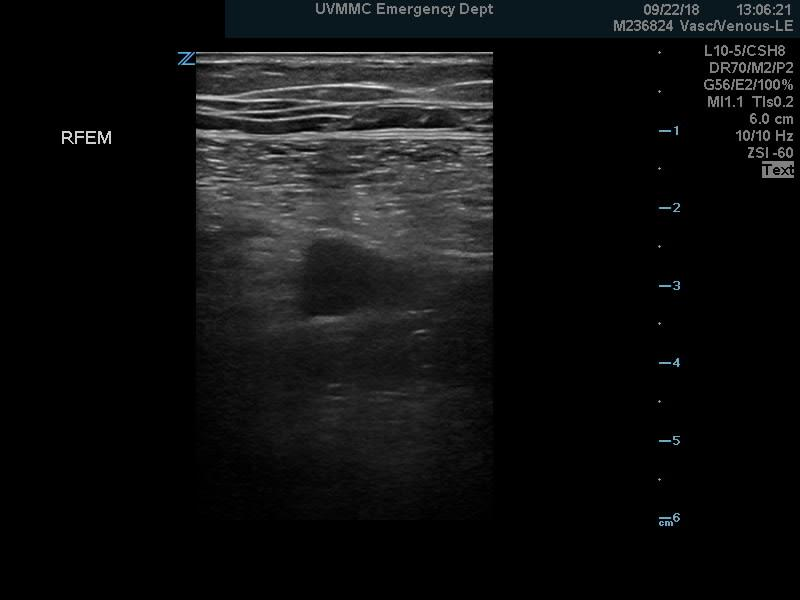 UVMMC Emergency Dept
09/22/18 13:06:21
M236824 Vasc/Venous-LE
L10-5/CSH8
DR70/M2/P2
G56/E2/100%
MI1.1 TIs0.2
6.0 cm
10/10 Hz
ZSI -60
Text
Z
RFEM
1
2
3
4
5
6
cm